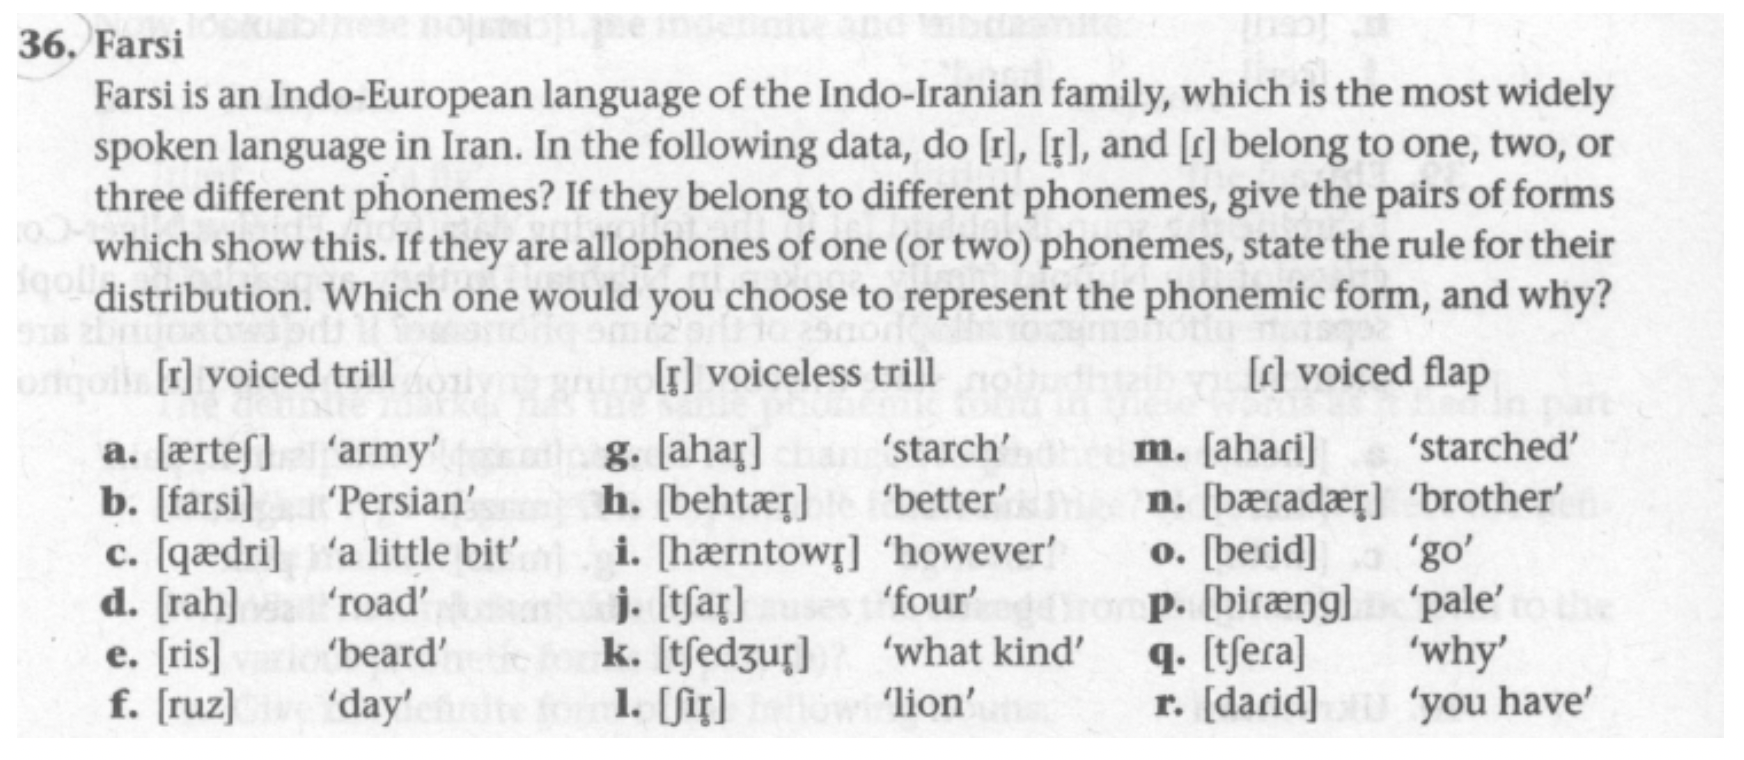 36. Farsi
Farsi is an Indo-European language of the Indo-Iranian family, which is the most widely
spoken language in Iran. In the following data, do [r], [r̥], and [ɾ] belong to one, two, or
three different phonemes? If they belong to different phonemes, give the pairs of forms
which show this. If they are allophones of one (or two) phonemes, state the rule for their
distribution. Which one would you choose to represent the phonemic form, and why?
[r] voiced trill [r̥] voiceless trill [ɾ] voiced flap
a. [ærteʃ] ‘army’ g. [ahar̥] ‘starch’ m. [ahaɾi] ‘starched’
b. [farsi] ‘Persian’ h. [behtær̥] ‘better’ n. [bæɾadær̥] ‘brother’
c. [qædri] ‘a little bit’ i. [hærntowr̥] ‘however’ o. [beɾid] ‘go’
d. [rah] ‘road’ j. [tʃar̥] ‘four’ p. [biɾæŋg] ‘pale’
e. [ris] ‘beard’ k. [tʃedʒur̥] ‘what kind’ q. [tʃeɾa] ‘why’
f. [ruz] ‘day’ l. [ʃir̥] ‘lion’ r. [daɾid] ‘you have’